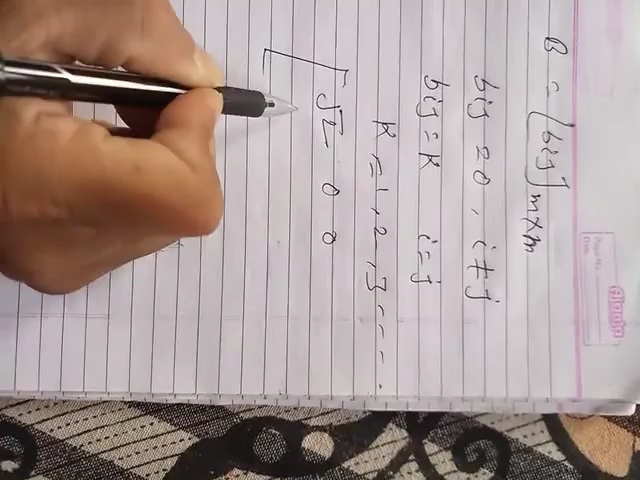 B = [bij] m×m
bij = 0, i ≠ j
bij = K i = j
K = 1, 2, 3 - - - .
√2 0 0